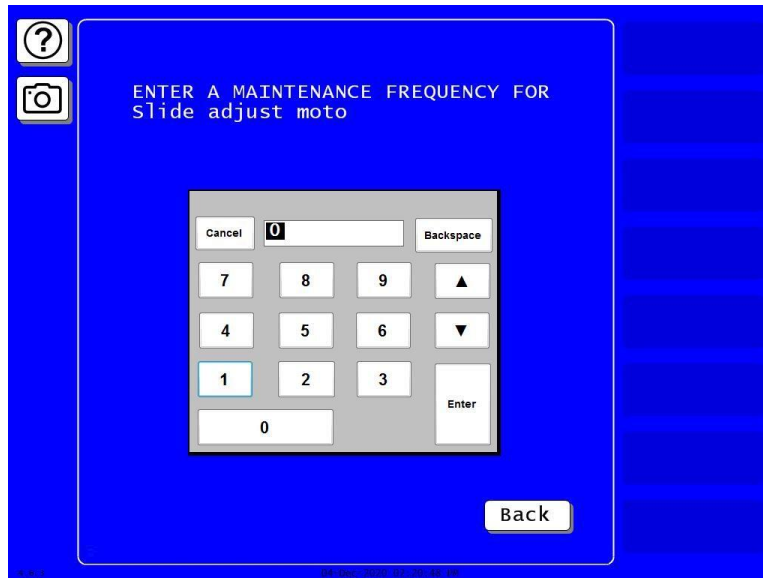 ?
ENTER A MAINTENANCE FREQUENCY FOR
Slide adjust moto
Cancel 0 Backspace
7 8 9 ▲
4 5 6 ▼
1 2 3
Enter
0
Back